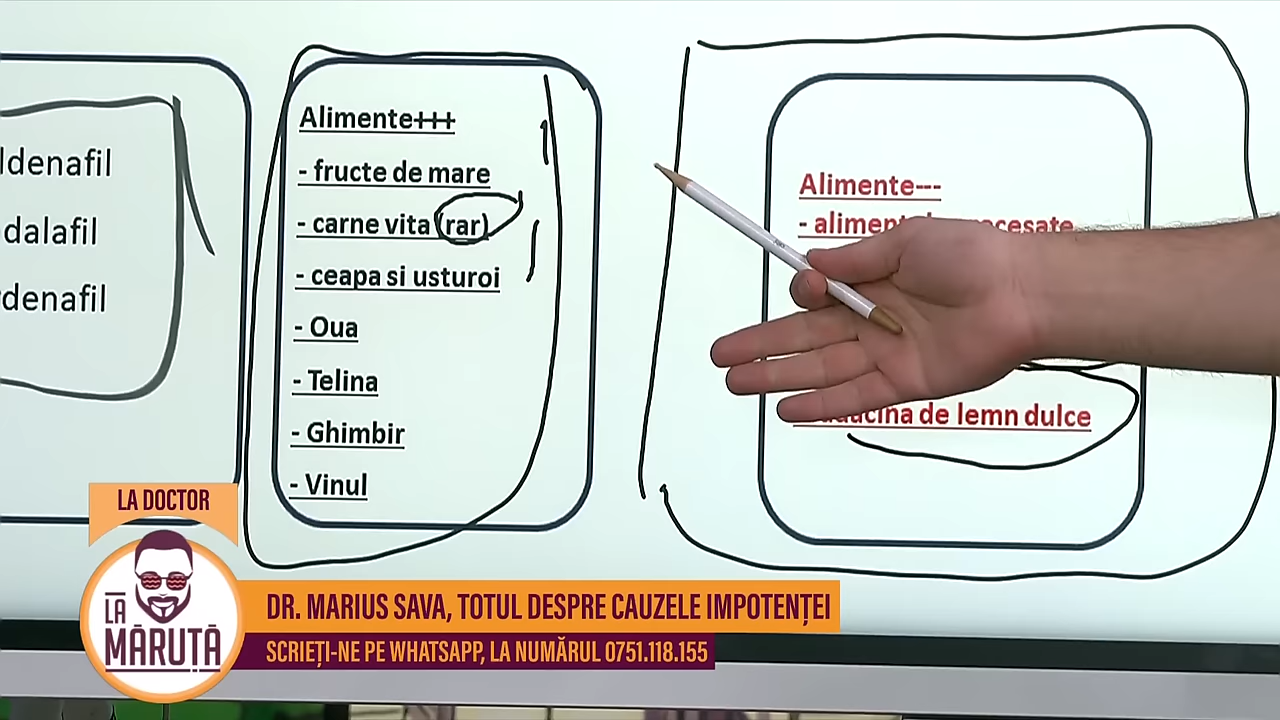 ldenafil
dalafil
denafil
Alimente+++
- fructe de mare
- carne vita (rar)
- ceapa si usturoi
- Oua
- Telina
- Ghimbir
- Vinul
Alimente---
de lemn dulce
LA DOCTOR
LA
MĂRUȚĂ
DR. MARIUS SAVA, TOTUL DESPRE CAUZELE IMPOTENȚEI
SCRIEȚI-NE PE WHATSAPP, LA NUMĂRUL 0751.118.155